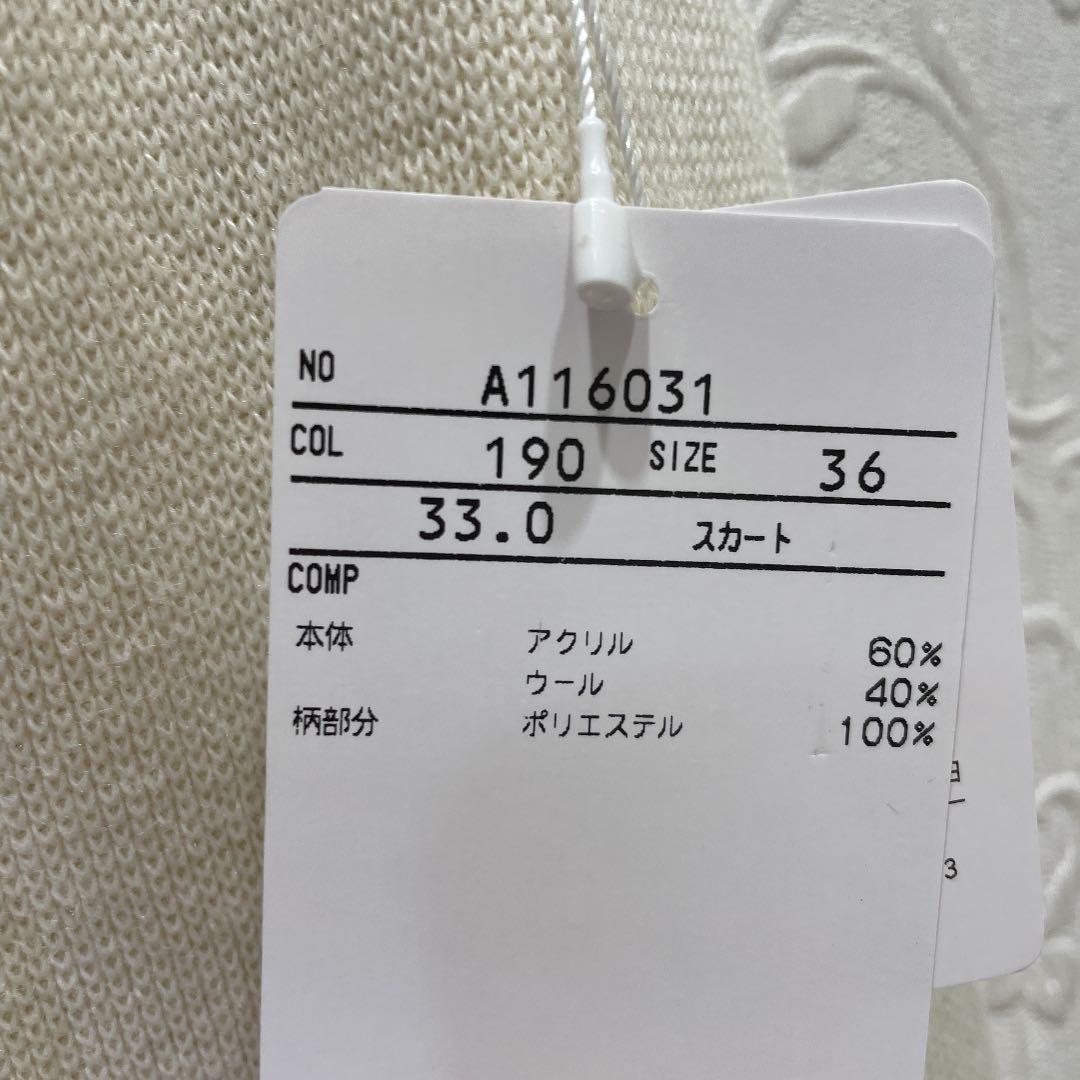 NO A116031
COL 190 SIZE 36
33.0 スカート
COMP
本体 アクリル 60%
ウール 40%
柄部分 ポリエステル 100%
3